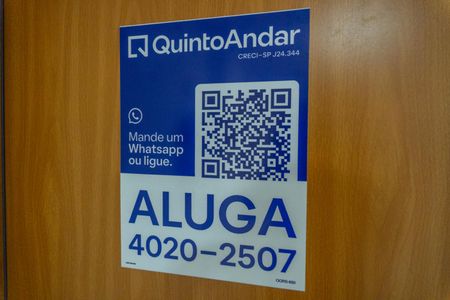 QuintoAndar
CRECI-SP J24.344
Mande um
Whatsapp
ou ligue.
ALUGA
4020-2507